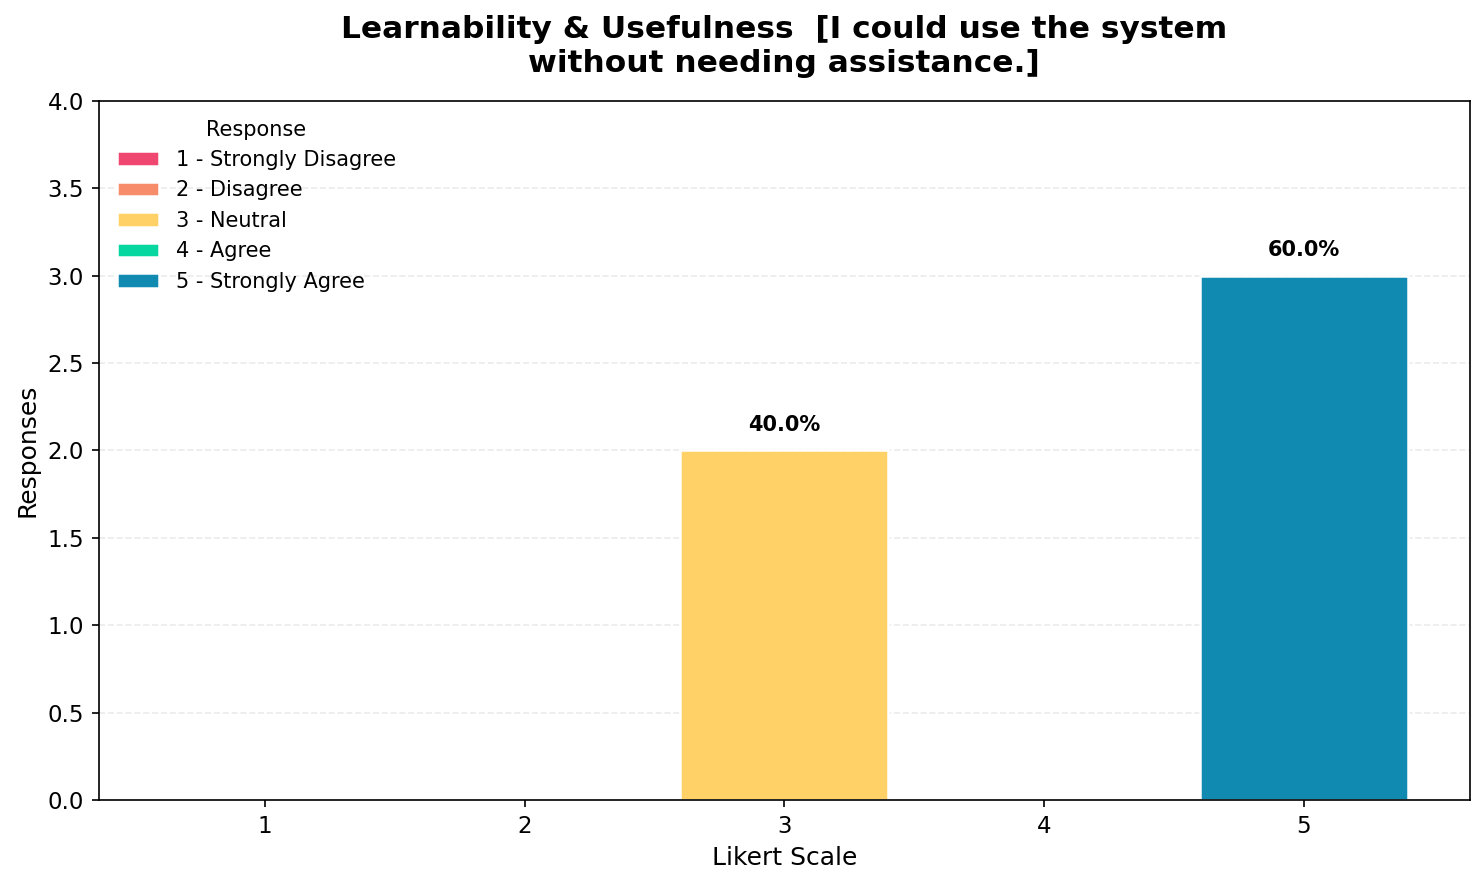 Learnability & Usefulness  [I could use the system
without needing assistance.]
4.0
3.5
3.0
2.5
2.0
1.5
1.0
0.5
0.0
Responses
Response
1 - Strongly Disagree
2 - Disagree
3 - Neutral
4 - Agree
5 - Strongly Agree
40.0%
60.0%
1 2 3 4 5
Likert Scale